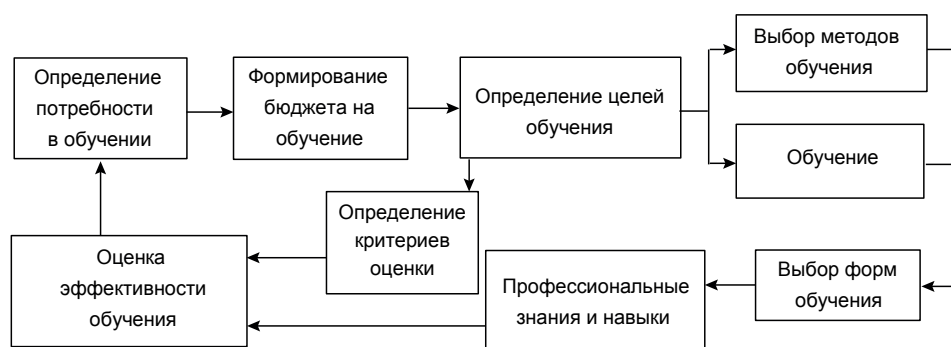 Определение
потребности
в обучении
Формирование
бюджета на
обучение
Определение целей
обучения
Выбор методов
обучения
Обучение
Определение
критериев
оценки
Оценка
эффективности
обучения
Профессиональные
знания и навыки
Выбор форм
обучения